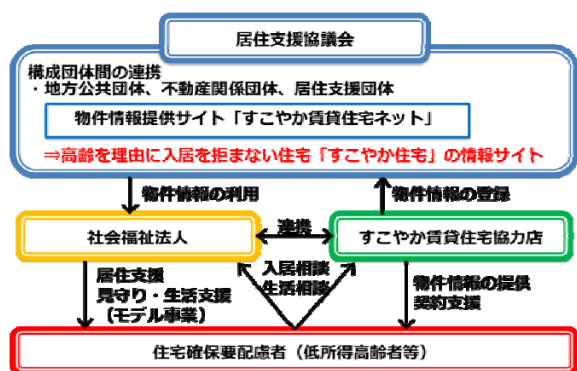 居住支援協議会
構成団体間の連携
・地方公共団体、不動産関係団体、居住支援団体
物件情報提供サイト「すこやか賃貸住宅ネット」
⇒高齢を理由に入居を拒まない住宅「すこやか住宅」の情報サイト
物件情報の利用
物件情報の登録
社会福祉法人
連携
すこやか賃貸住宅協力店
居住支援
見守り・生活支援
（モデル事業）
入居相談
生活相談
物件情報の提供
契約支援
住宅確保要配慮者（低所得高齢者等）